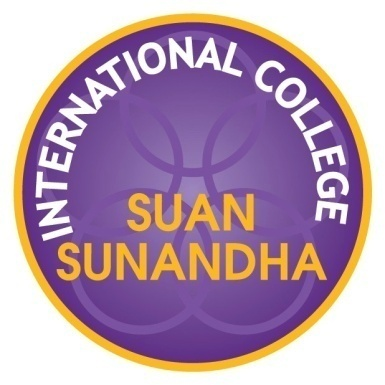 INTERNATIONAL COLLEGE
SUAN
SUNANDHA